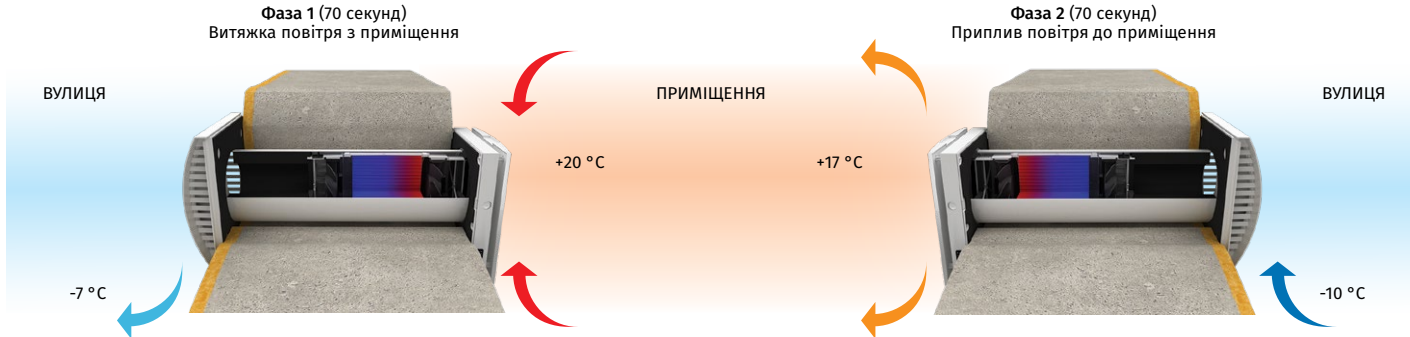 Фаза 1 (70 секунд)
Витяжка повітря з приміщення
Фаза 2 (70 секунд)
Приплив повітря до приміщення
ВУЛИЦЯ
ПРИМІЩЕННЯ
ВУЛИЦЯ
+20 °C
+17 °C
-7 °C
-10 °C